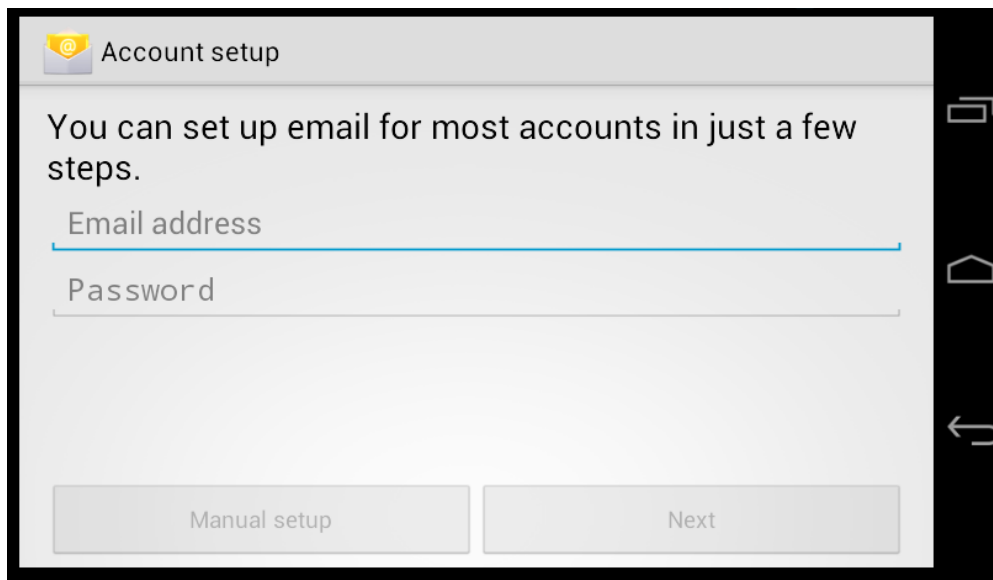 Account setup
You can set up email for most accounts in just a few
steps.
Email address
Password
Manual setup
Next